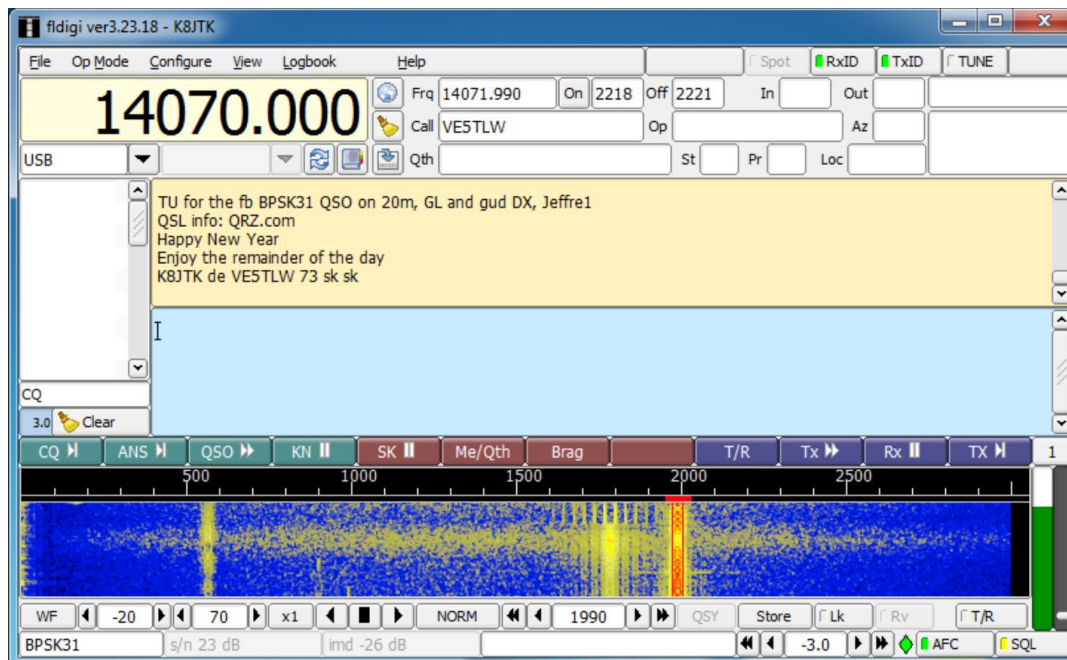 fldigi ver3.23.18 - K8JTK
File Op Mode Configure View Logbook Help Spot RxID TxID TUNE
14070.000 Frq 14071.990 On 2218 Off 2221 In Out
Call VE5TLW Op Az
USB Qth St Pr Loc
TU for the fb BPSK31 QSO on 20m, GL and gud DX, Jeffre1
QSL info: QRZ.com
Happy New Year
Enjoy the remainder of the day
K8JTK de VE5TLW 73 sk sk
CQ
3.0 Clear
CQ ANS QSO KN SK Me/Qth Brag T/R Tx Rx TX 1
500 1000 1500 2000 2500
WF -20 70 x1 NORM 1990 QSY Store Lk Rv T/R
BPSK31 s/n 23 dB imd -26 dB -3.0 AFC SQL